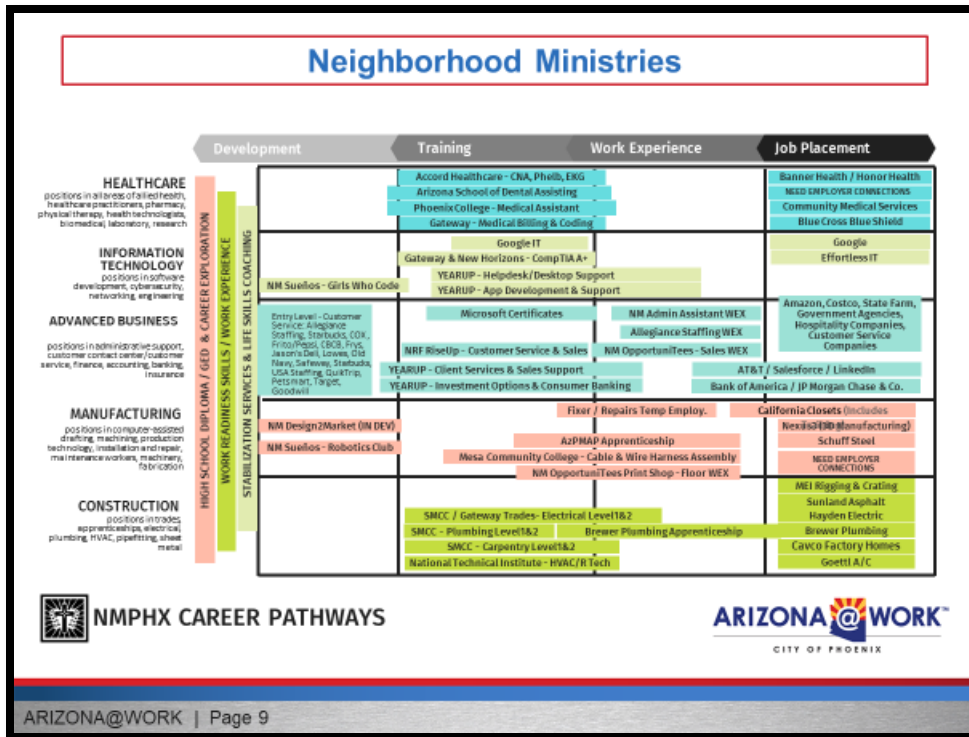 Neighborhood Ministries
Development
Training
Work Experience
Job Placement
HIGH SCHOOL DIPLOMA / GED & CAREER EXPLORATION
WORK READINESS SKILLS / WORK EXPERIENCE
STABILIZATION SERVICES & LIFE SKILLS COACHING
HEALTHCARE
positions in all areas of allied health,
healthcare practitioners, pharmacy,
physical therapy, health technologists,
biomedical, laboratory, research
Accord Healthcare - CNA, Phelb, EKG
Arizona School of Dental Assisting
Phoenix College - Medical Assistant
Gateway - Medical Billing & Coding
Banner Health / Honor Health
NEED EMPLOYER CONNECTIONS
Community Medical Services
Blue Cross Blue Shield
INFORMATION
TECHNOLOGY
positions in software
development, cybersecurity,
networking, engineering
NM Sueños - Girls Who Code
Google IT
Gateway & New Horizons - CompTIA A+
YEARUP - Helpdesk/Desktop Support
YEARUP - App Development & Support
Google
Effortless IT
ADVANCED BUSINESS
positions in administrative support,
customer contact center/customer
service, finance, accounting, banking,
insurance
Entry Level - Customer
Service: Allegiance
Staffing, Starbucks, COX,
Frito/Pepsi, CBCB, Frys,
Jason's Deli, Lowes, Old
Navy, Safeway, Starbucks,
USA Staffing, QuikTrip,
Petsmart, Target,
Goodwill
Microsoft Certificates
NRF RiseUp - Customer Service & Sales
YEARUP - Client Services & Sales Support
YEARUP - Investment Options & Consumer Banking
NM Admin Assistant WEX
Allegiance Staffing WEX
NM OpportuniTees - Sales WEX
Amazon, Costco, State Farm,
Government Agencies,
Hospitality Companies,
Customer Service
Companies
AT&T / Salesforce / LinkedIn
Bank of America / JP Morgan Chase & Co.
MANUFACTURING
positions in computer-assisted
drafting, machining, production
technology, installation and repair,
maintenance workers, machinery,
fabrication
NM Design2Market (IN DEV)
NM Sueños - Robotics Club
Fixer / Repairs Temp Employ.
AzPMAP Apprenticeship
Mesa Community College - Cable & Wire Harness Assembly
NM OpportuniTees Print Shop - Floor WEX
California Closets (Includes
Manufacturing)
Schuff Steel
NEED EMPLOYER
CONNECTIONS
CONSTRUCTION
positions in trades,
apprenticeships, electrical,
plumbing, HVAC, pipefitting, sheet
metal
SMCC / Gateway Trades- Electrical Level 1&2
SMCC - Plumbing Level 1&2
Brewer Plumbing Apprenticeship
SMCC - Carpentry Level 1&2
National Technical Institute - HVAC/R Tech
MEI Rigging & Crating
Sunland Asphalt
Hayden Electric
Brewer Plumbing
Cavco Factory Homes
Goettl A/C
NMPHX CAREER PATHWAYS
ARIZONA@WORK™
CITY OF PHOENIX
ARIZONA@WORK | Page 9